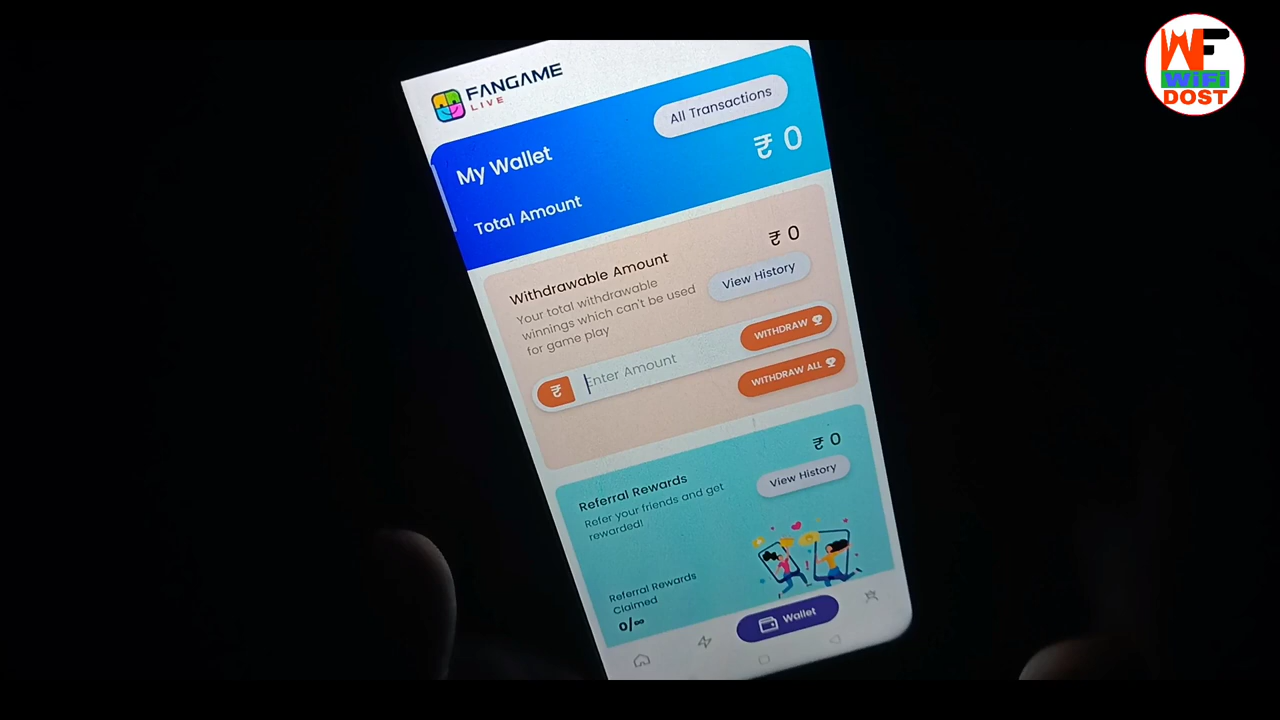 WF
WiFi
DOST
FANGAME
LIVE
All Transactions
My Wallet
₹ 0
Total Amount
Withdrawable Amount
₹ 0
Your total withdrawable
winnings which can't be used
for game play
View History
₹
Enter Amount
WITHDRAW
WITHDRAW ALL
Referral Rewards
₹ 0
Refer your friends and get
rewarded!
View History
Referral Rewards
Claimed
0/∞
Wallet